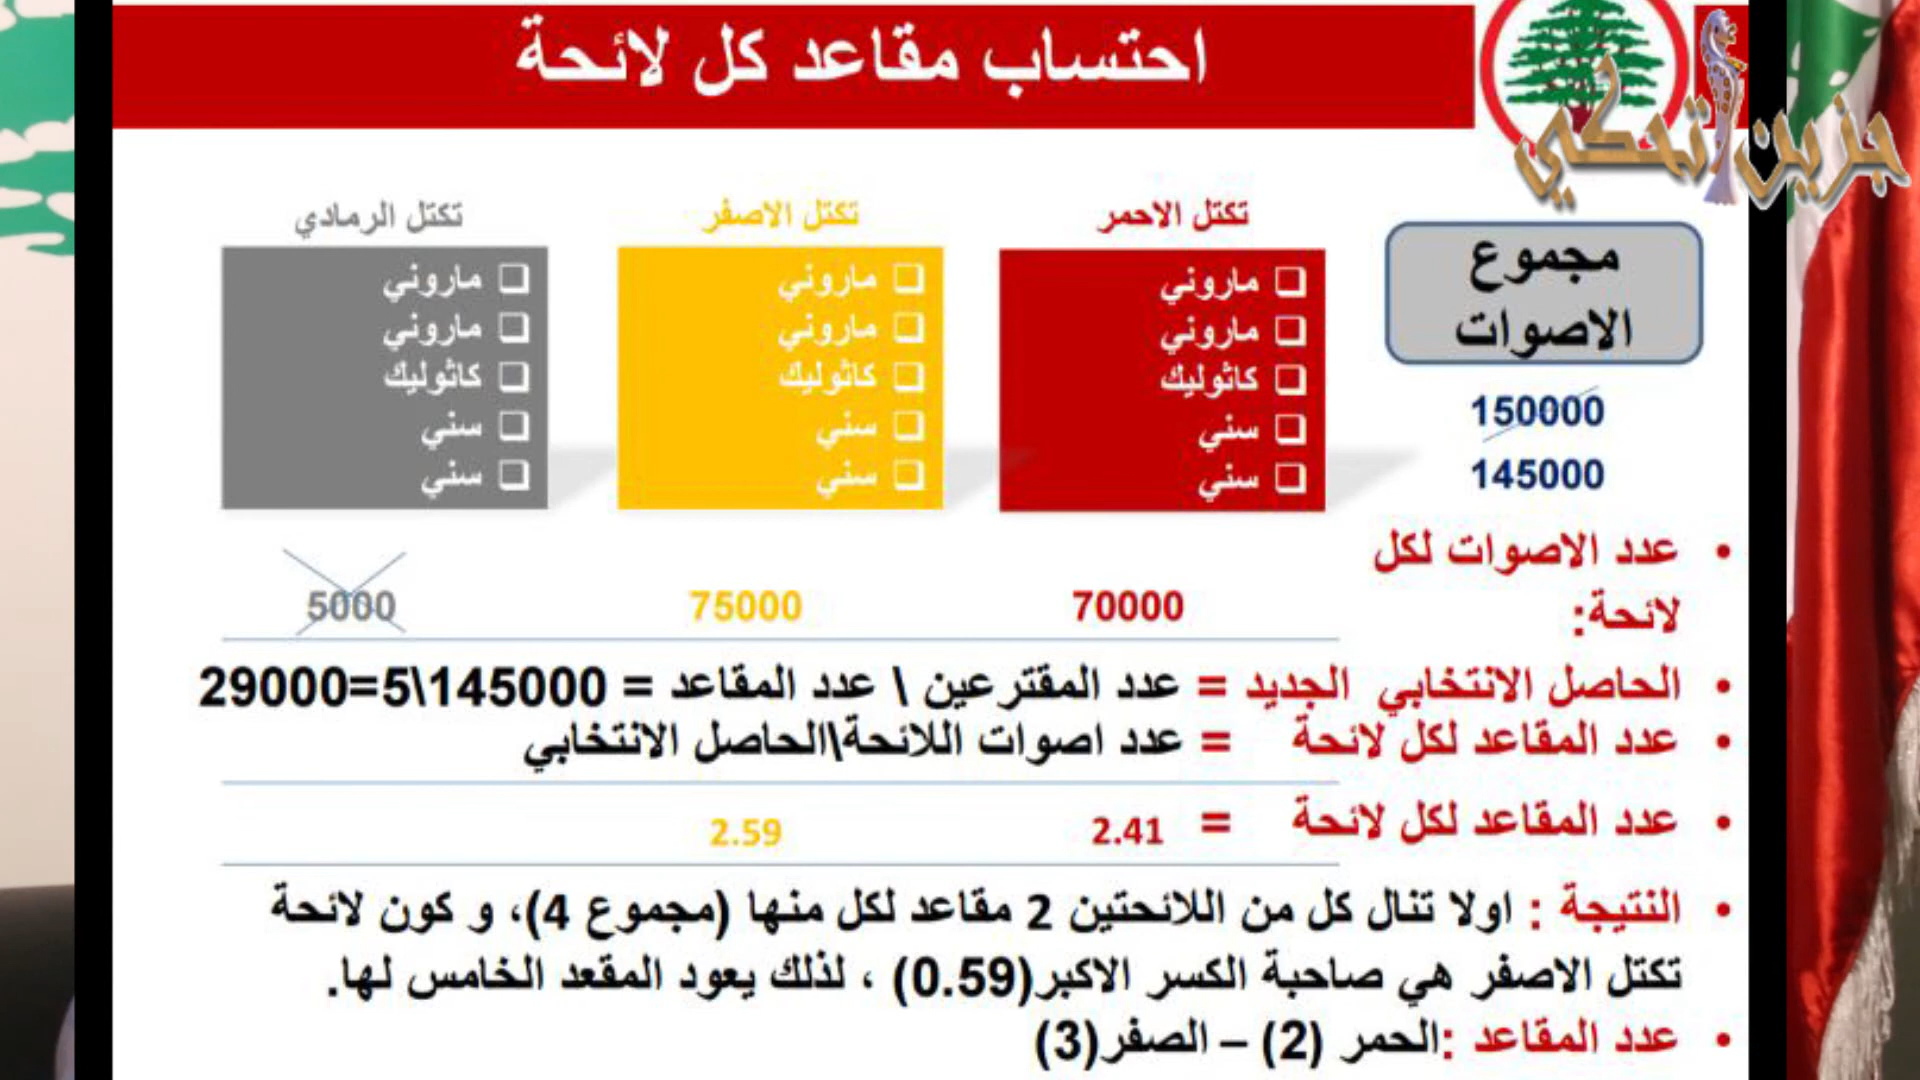 احتساب مقاعد كل لائحة
جزين تحكي
مجموع
الاصوات
150000
145000
تكتل الاحمر
ماروني
ماروني
كاثوليك
سني
سني
تكتل الاصفر
ماروني
ماروني
كاثوليك
سني
سني
تكتل الرمادي
ماروني
ماروني
كاثوليك
سني
سني
• عدد الاصوات لكل
لائحة:
70000
75000
5000
• الحاصل الانتخابي الجديد = عدد المقترعين \ عدد المقاعد = 145000\5=29000
• عدد المقاعد لكل لائحة = عدد اصوات اللائحة\الحاصل الانتخابي
• عدد المقاعد لكل لائحة = 2.41 2.59
• النتيجة : اولا تنال كل من اللائحتين 2 مقاعد لكل منها (مجموع 4)، و كون لائحة
تكتل الاصفر هي صاحبة الكسر الاكبر(0.59) ، لذلك يعود المقعد الخامس لها.
• عدد المقاعد :الحمر (2) – الصفر(3)